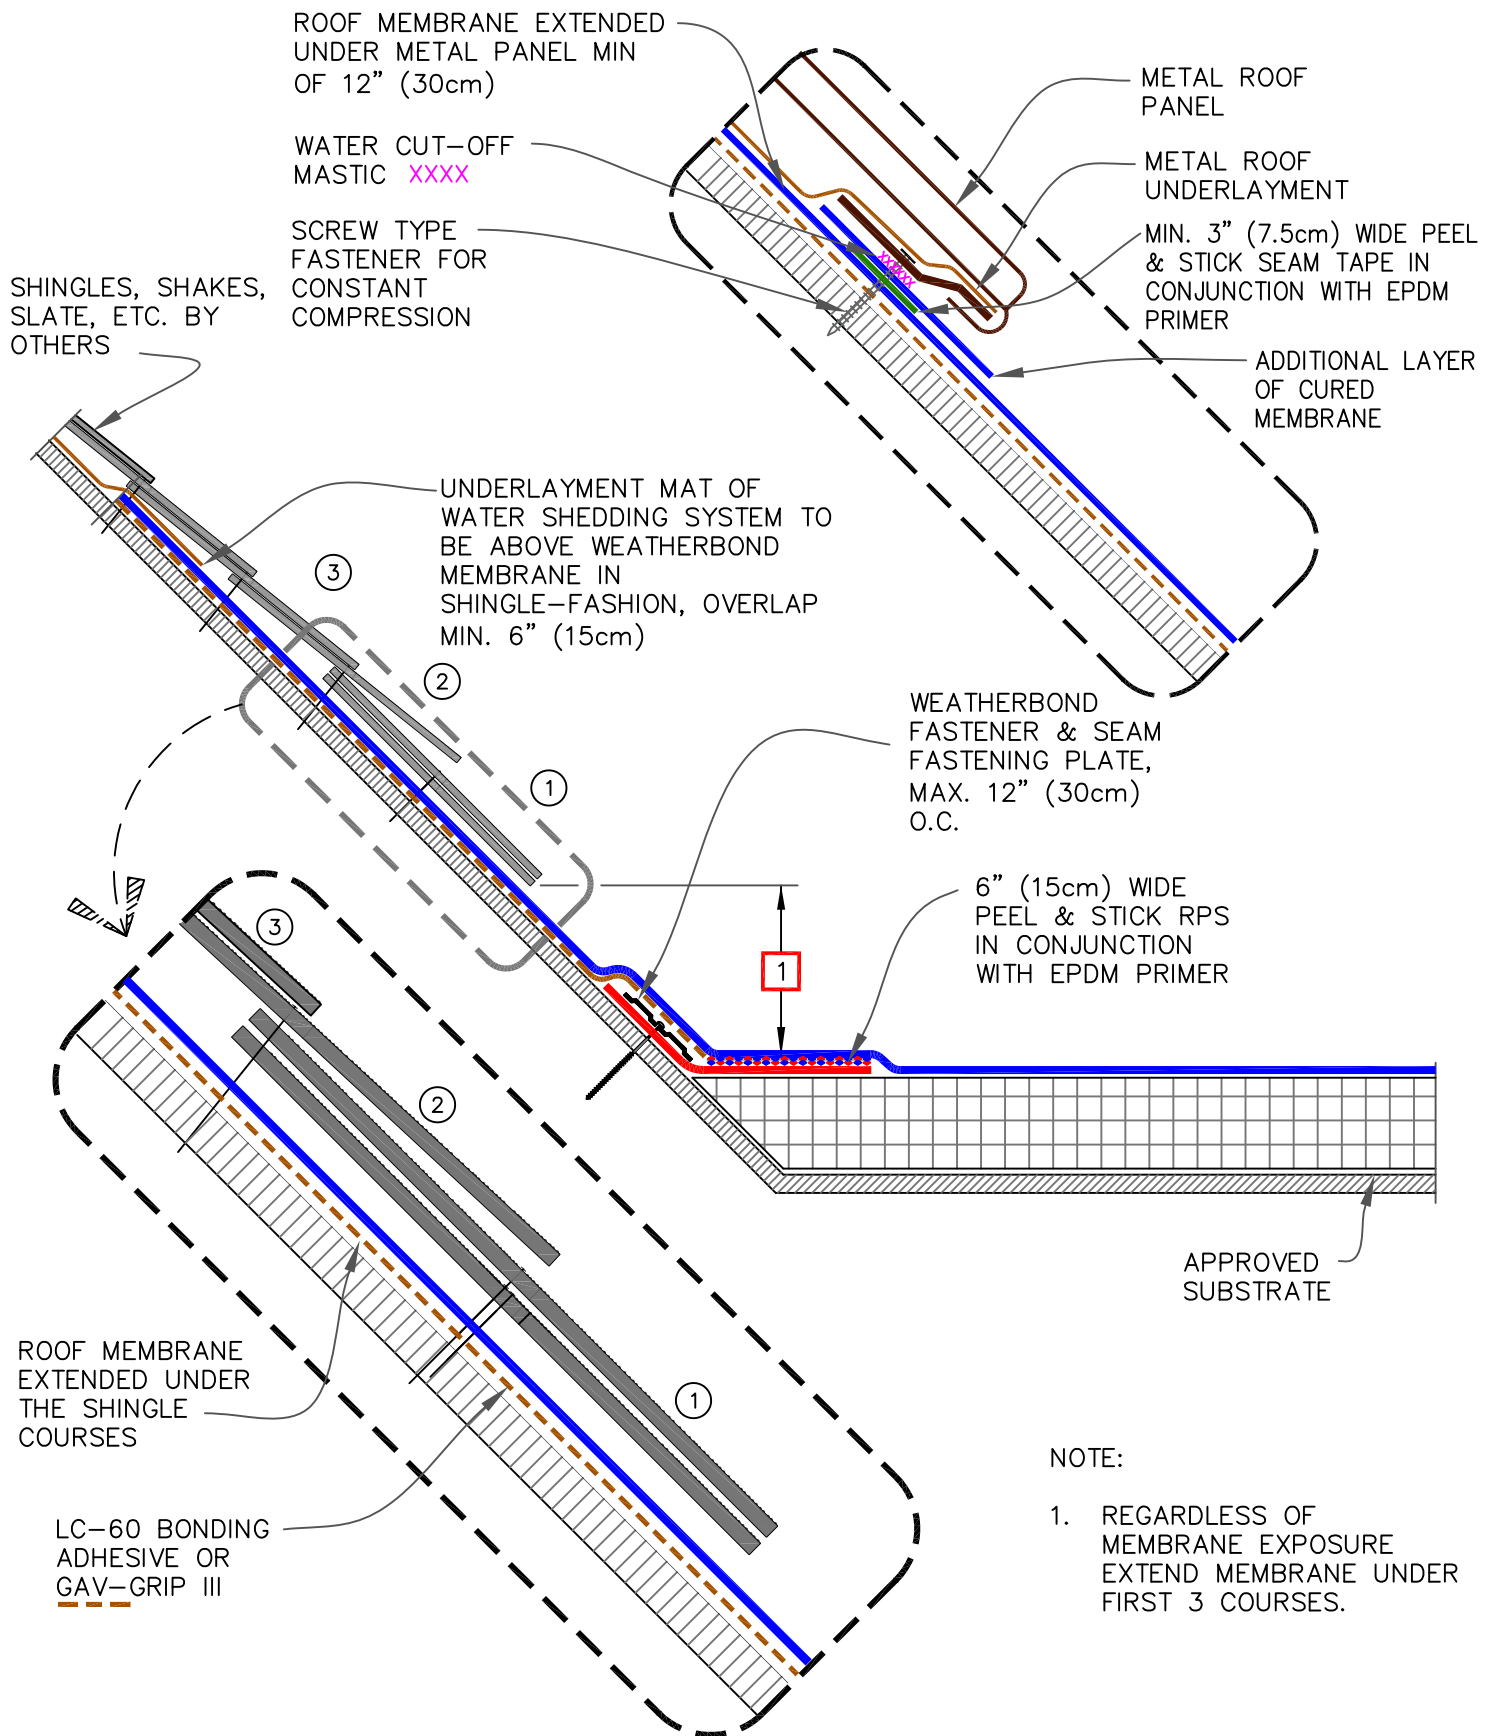 ROOF MEMBRANE EXTENDED
UNDER METAL PANEL MIN
OF 12” (30cm)
WATER CUT-OFF
MASTIC XXXX
SCREW TYPE
FASTENER FOR
CONSTANT
COMPRESSION
SHINGLES, SHAKES,
SLATE, ETC. BY
OTHERS
METAL ROOF
PANEL
METAL ROOF
UNDERLAYMENT
MIN. 3” (7.5cm) WIDE PEEL
& STICK SEAM TAPE IN
CONJUNCTION WITH EPDM
PRIMER
ADDITIONAL LAYER
OF CURED
MEMBRANE
XXXXX
UNDERLAYMENT MAT OF
WATER SHEDDING SYSTEM TO
BE ABOVE WEATHERBOND
MEMBRANE IN
SHINGLE-FASHION, OVERLAP
MIN. 6” (15cm)
3
2
1
WEATHERBOND
FASTENER & SEAM
FASTENING PLATE,
MAX. 12” (30cm)
O.C.
6” (15cm) WIDE
PEEL & STICK RPS
IN CONJUNCTION
WITH EPDM PRIMER
1
3
2
1
APPROVED
SUBSTRATE
ROOF MEMBRANE
EXTENDED UNDER
THE SHINGLE
COURSES
LC-60 BONDING
ADHESIVE OR
GAV-GRIP III
NOTE:
1. REGARDLESS OF
MEMBRANE EXPOSURE
EXTEND MEMBRANE UNDER
FIRST 3 COURSES.